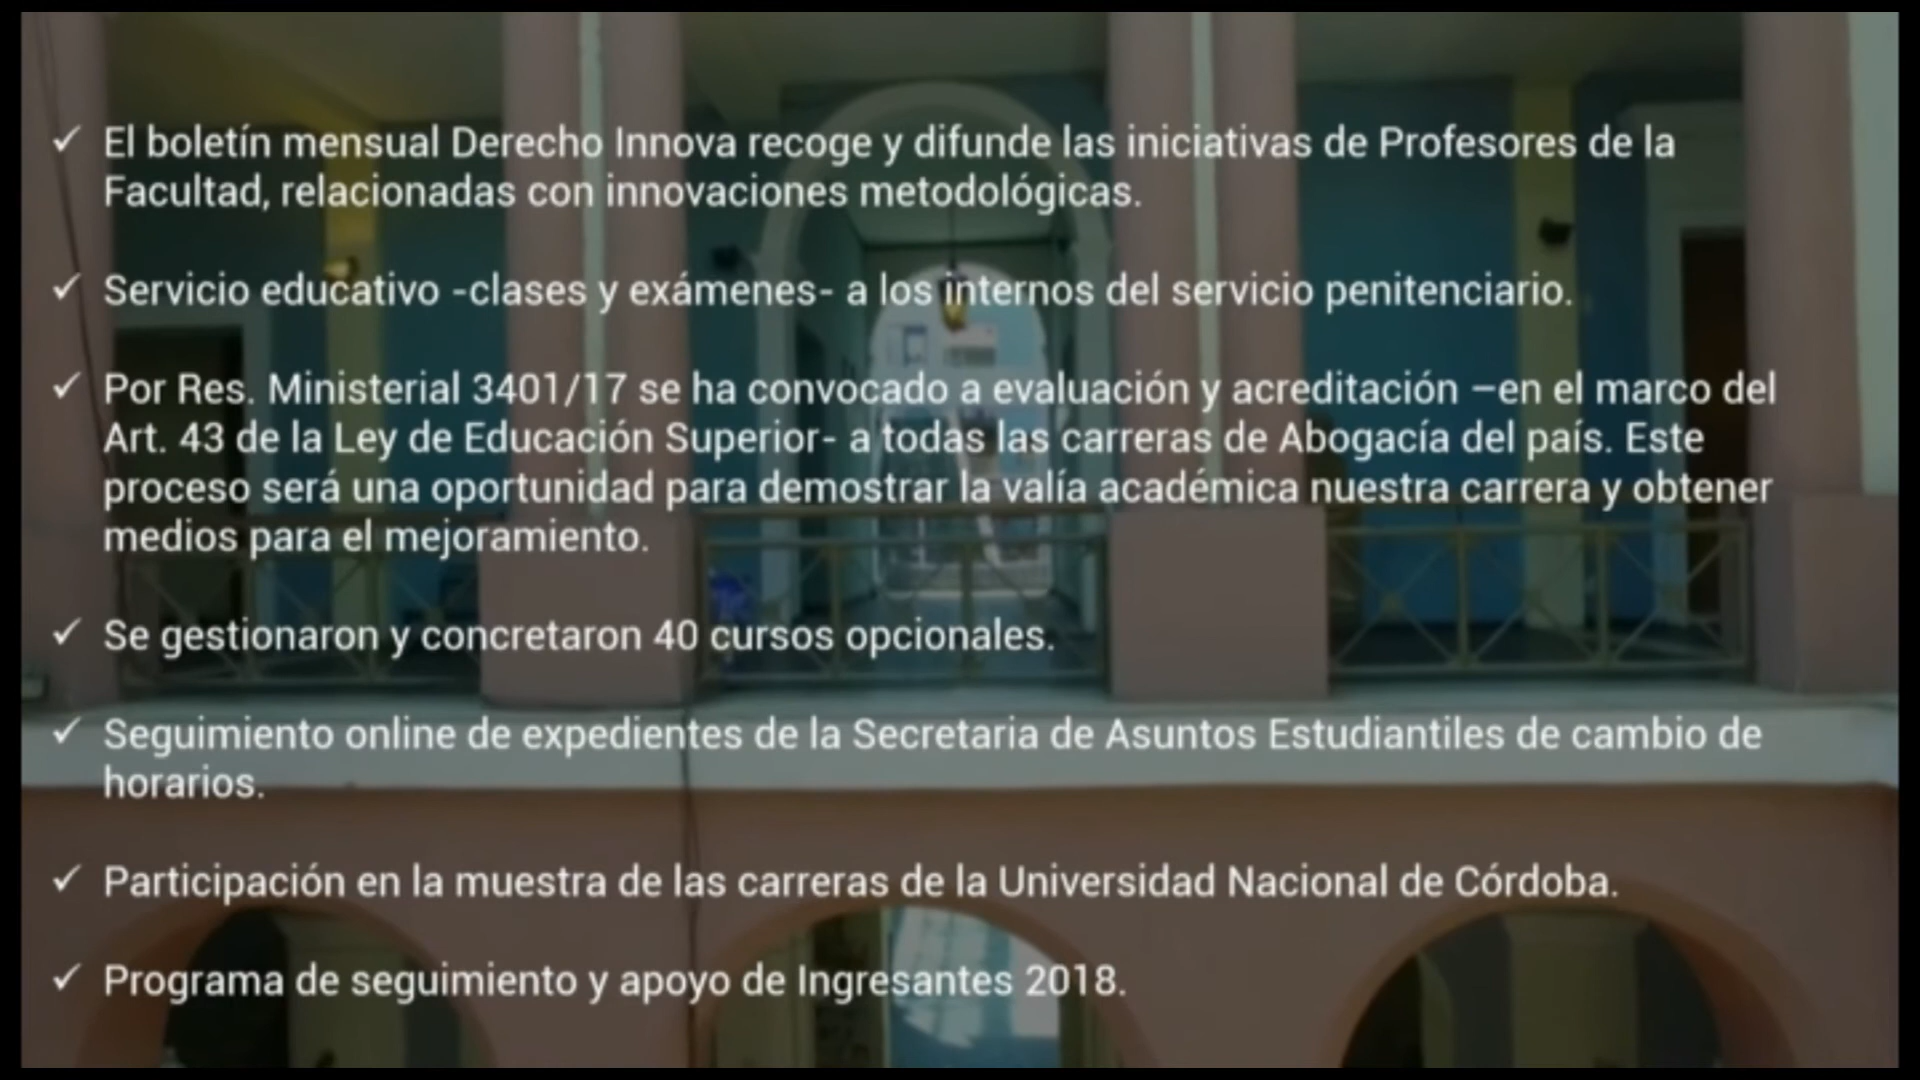 ✓ El boletín mensual Derecho Innova recoge y difunde las iniciativas de Profesores de la
Facultad, relacionadas con innovaciones metodológicas.
✓ Servicio educativo -clases y exámenes- a los internos del servicio penitenciario.
✓ Por Res. Ministerial 3401/17 se ha convocado a evaluación y acreditación –en el marco del
Art. 43 de la Ley de Educación Superior- a todas las carreras de Abogacía del país. Este
proceso será una oportunidad para demostrar la valía académica nuestra carrera y obtener
medios para el mejoramiento.
✓ Se gestionaron y concretaron 40 cursos opcionales.
✓ Seguimiento online de expedientes de la Secretaria de Asuntos Estudiantiles de cambio de
horarios.
✓ Participación en la muestra de las carreras de la Universidad Nacional de Córdoba.
✓ Programa de seguimiento y apoyo de Ingresantes 2018.